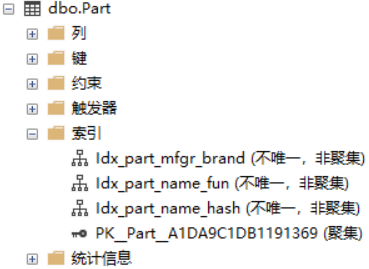 dbo.Part
列
键
约束
触发器
索引
Idx_part_mfgr_brand (不唯一，非聚集)
Idx_part_name_fun (不唯一，非聚集)
Idx_part_name_hash (不唯一，非聚集)
PK__Part__A1DA9C1DB1191369 (聚集)
统计信息